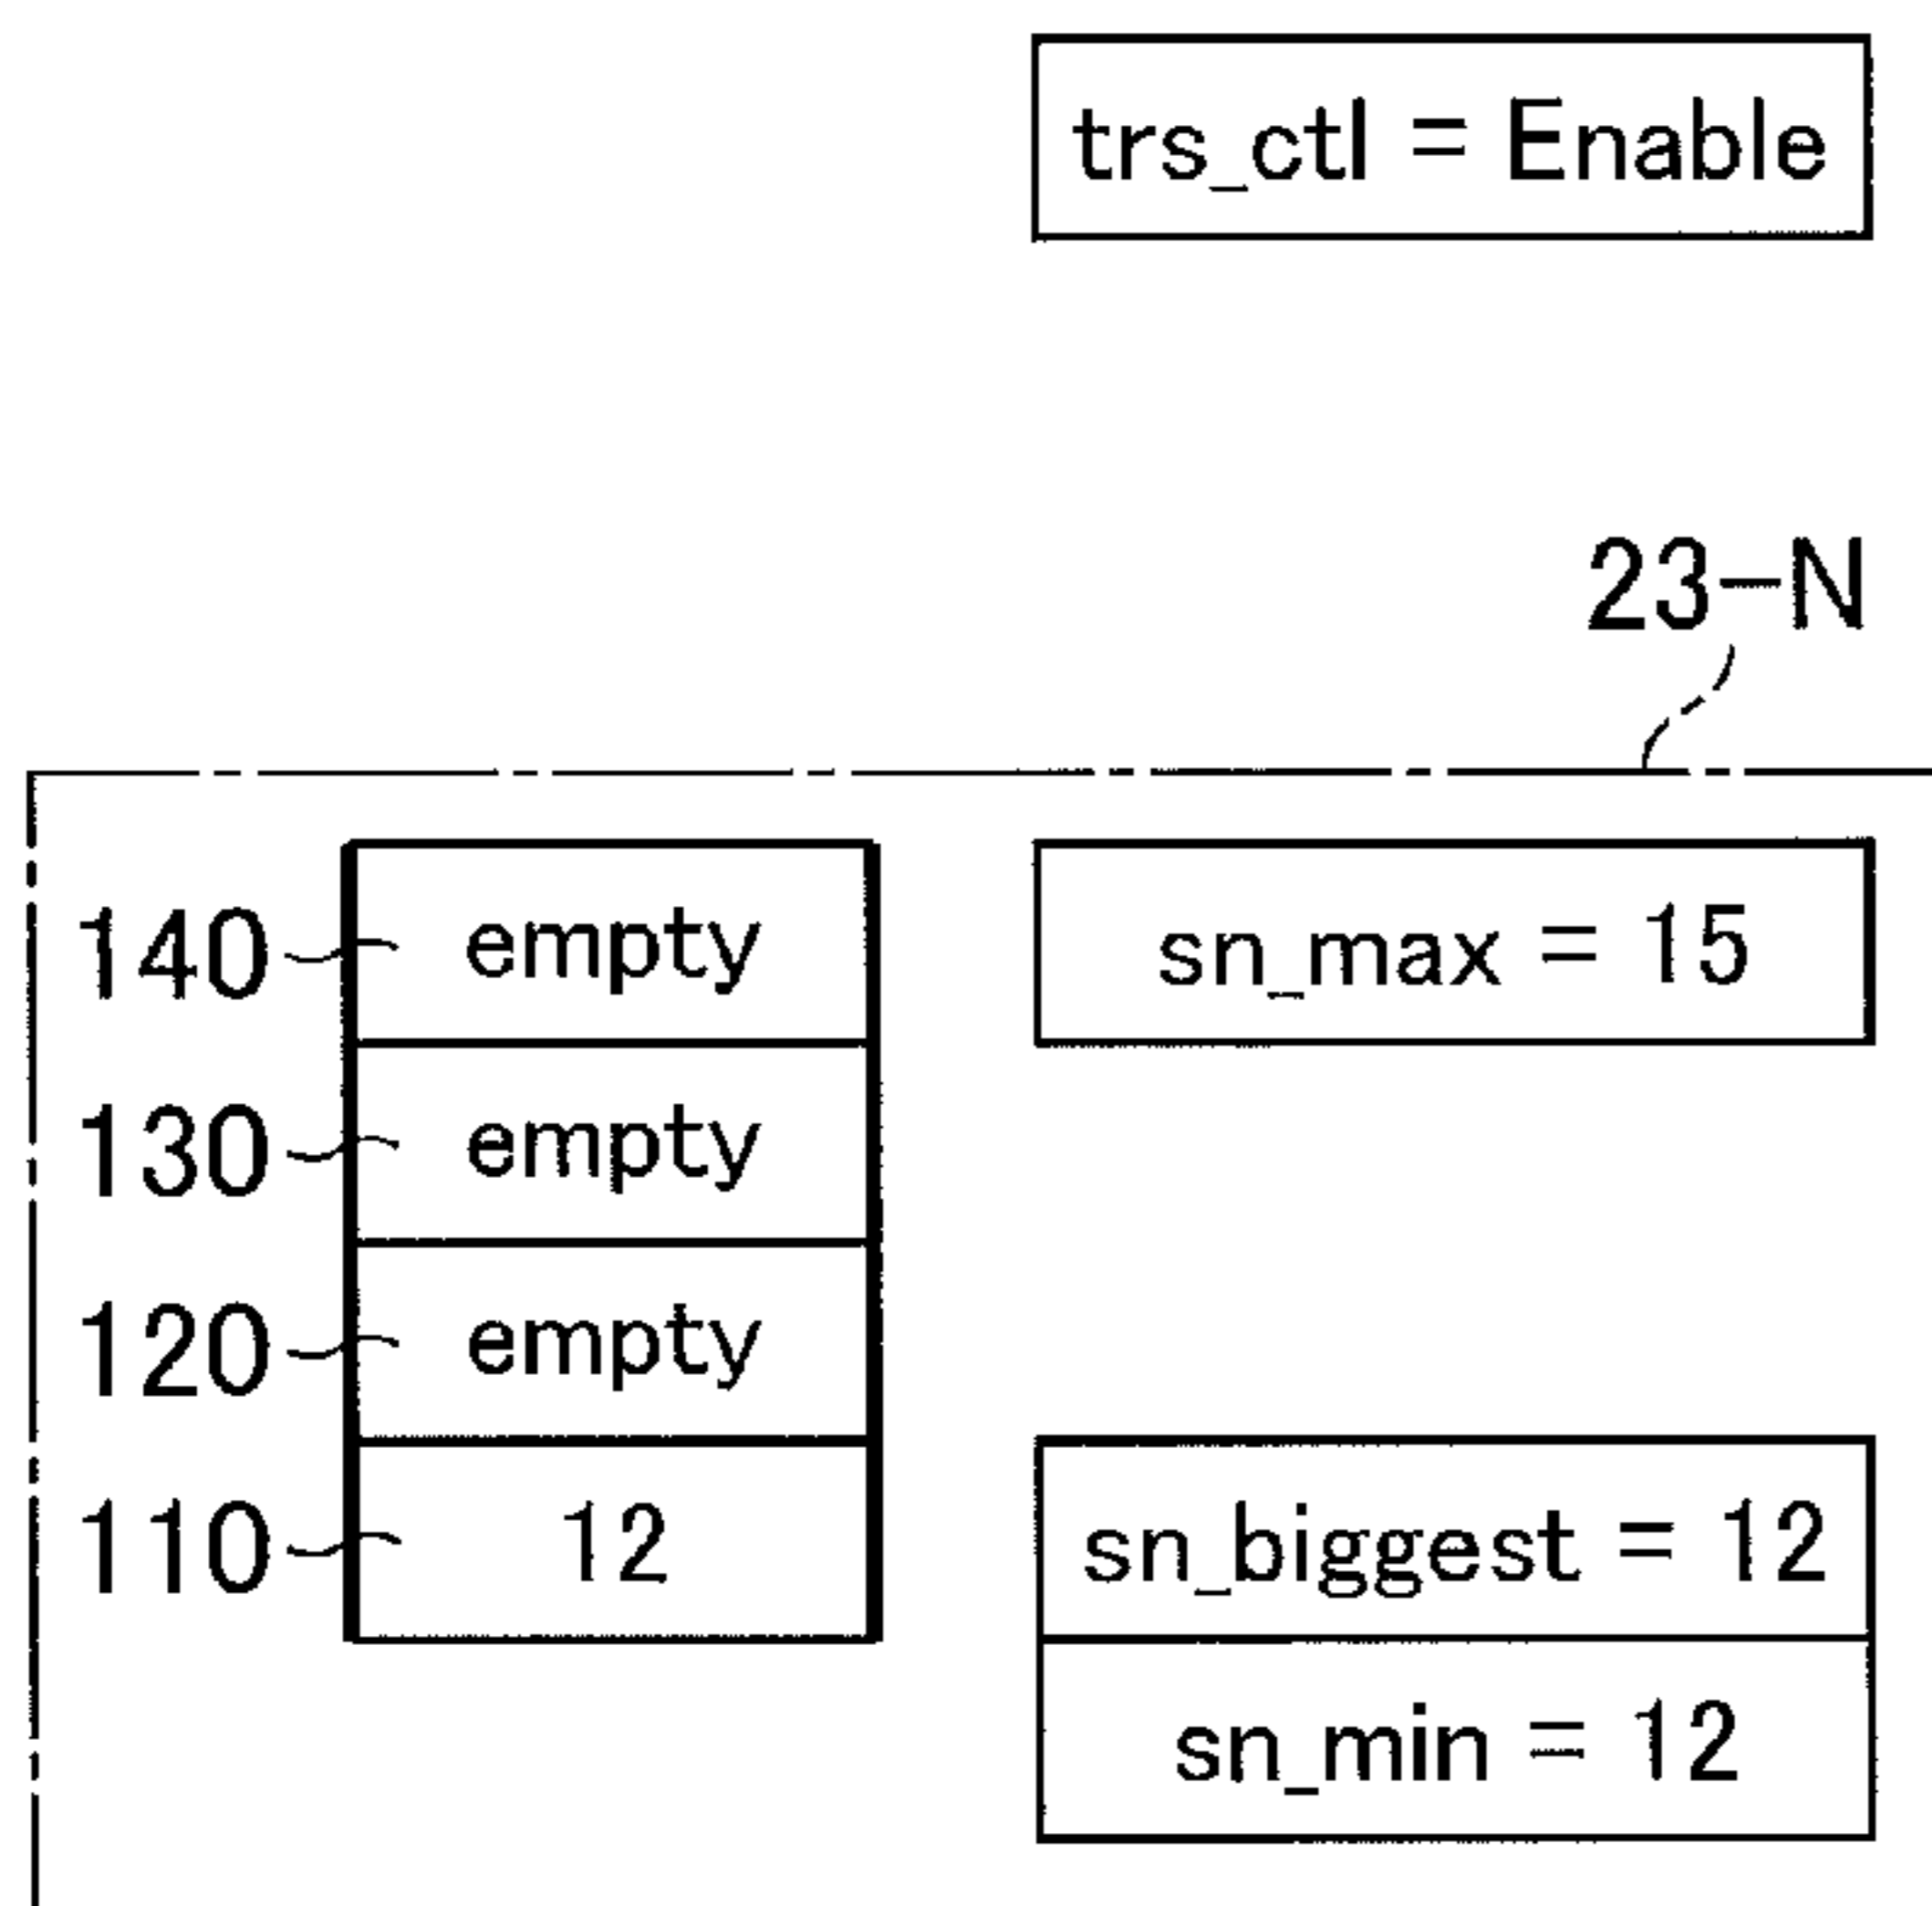 trs_ctl = Enable
23-N
140 empty sn_max = 15
130 empty
120 empty
110 12 sn_biggest = 12
sn_min = 12